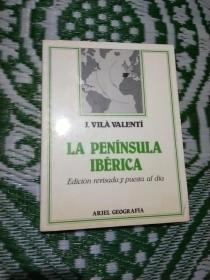 J. VILÀ VALENTÍ
LA PENÍNSULA
IBÉRICA
Edición revisada y puesta al día
ARIEL GEOGRAFÍA